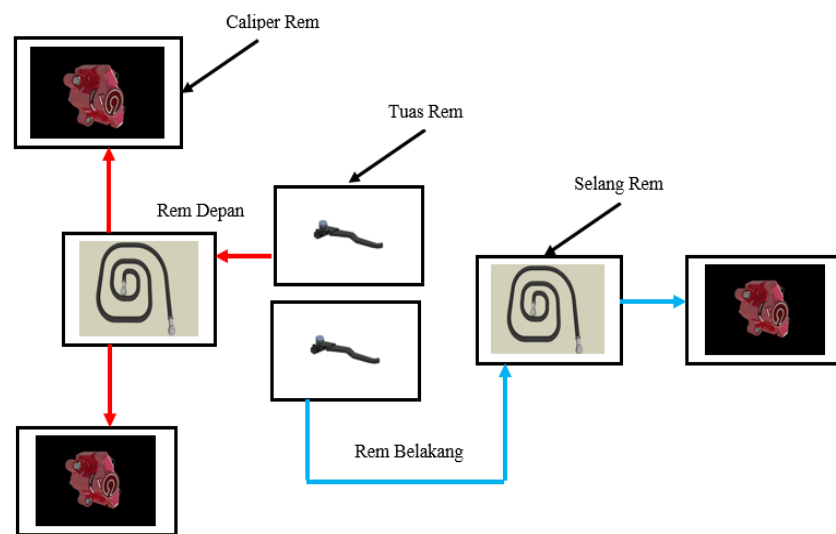 Caliper Rem
Tuas Rem
Selang Rem
Rem Depan
Rem Belakang